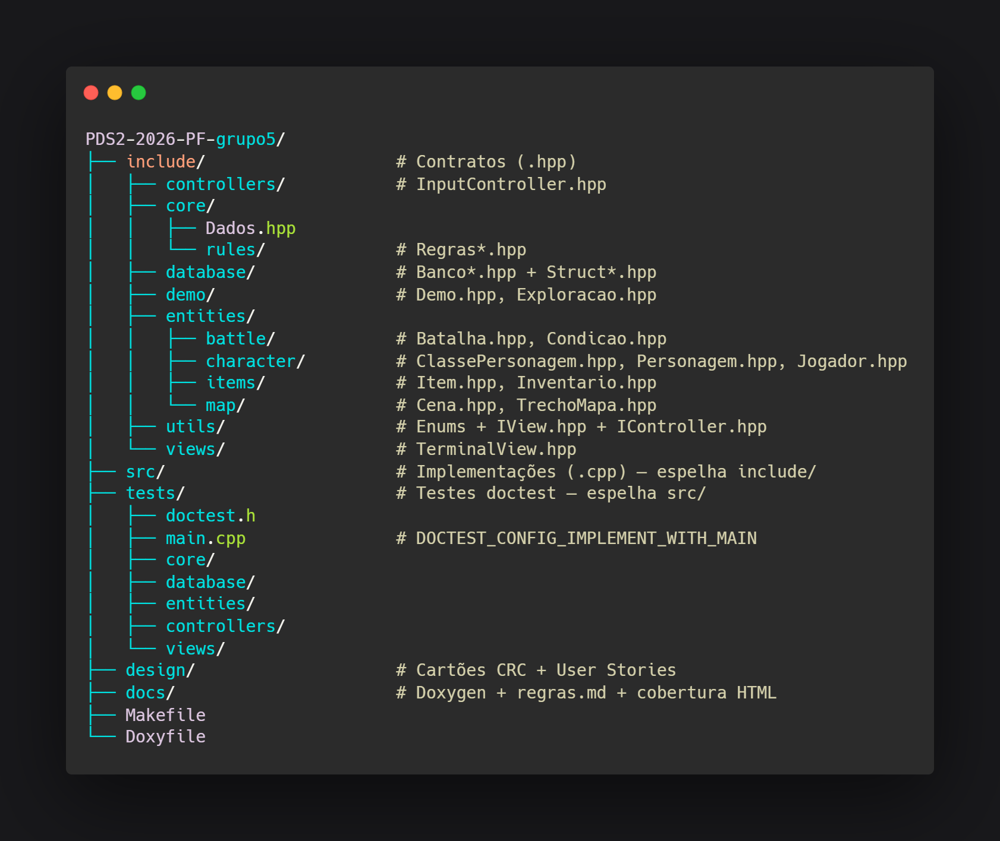 PDS2-2026-PF-grupo5/
├── include/                   # Contratos (.hpp)
│   ├── controllers/           # InputController.hpp
│   ├── core/
│   │   ├── Dados.hpp
│   │   └── rules/             # Regras*.hpp
│   ├── database/              # Banco*.hpp + Struct*.hpp
│   ├── demo/                  # Demo.hpp, Exploracao.hpp
│   ├── entities/
│   │   ├── battle/            # Batalha.hpp, Condicao.hpp
│   │   ├── character/         # ClassePersonagem.hpp, Personagem.hpp, Jogador.hpp
│   │   ├── items/             # Item.hpp, Inventario.hpp
│   │   └── map/               # Cena.hpp, TrechoMapa.hpp
│   ├── utils/                 # Enums + IView.hpp + IController.hpp
│   └── views/                 # TerminalView.hpp
├── src/                       # Implementações (.cpp) — espelha include/
├── tests/                     # Testes doctest — espelha src/
│   ├── doctest.h
│   ├── main.cpp               # DOCTEST_CONFIG_IMPLEMENT_WITH_MAIN
│   ├── core/
│   ├── database/
│   ├── entities/
│   ├── controllers/
│   └── views/
├── design/                    # Cartões CRC + User Stories
├── docs/                      # Doxygen + regras.md + cobertura HTML
├── Makefile
└── Doxyfile